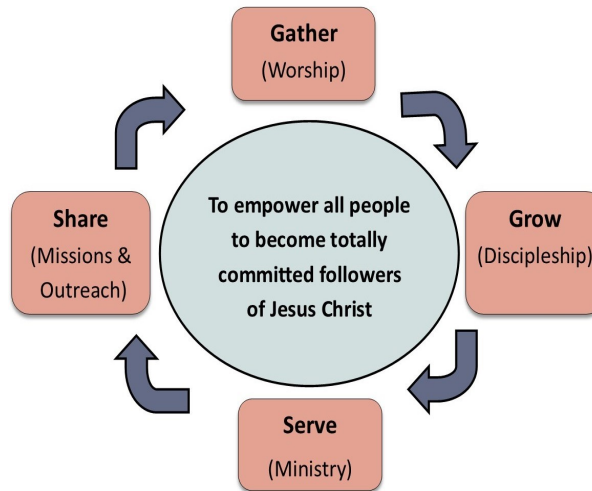 Gather
(Worship)
Grow
(Discipleship)
Serve
(Ministry)
Share
(Missions &
Outreach)
To empower all people
to become totally
committed followers
of Jesus Christ